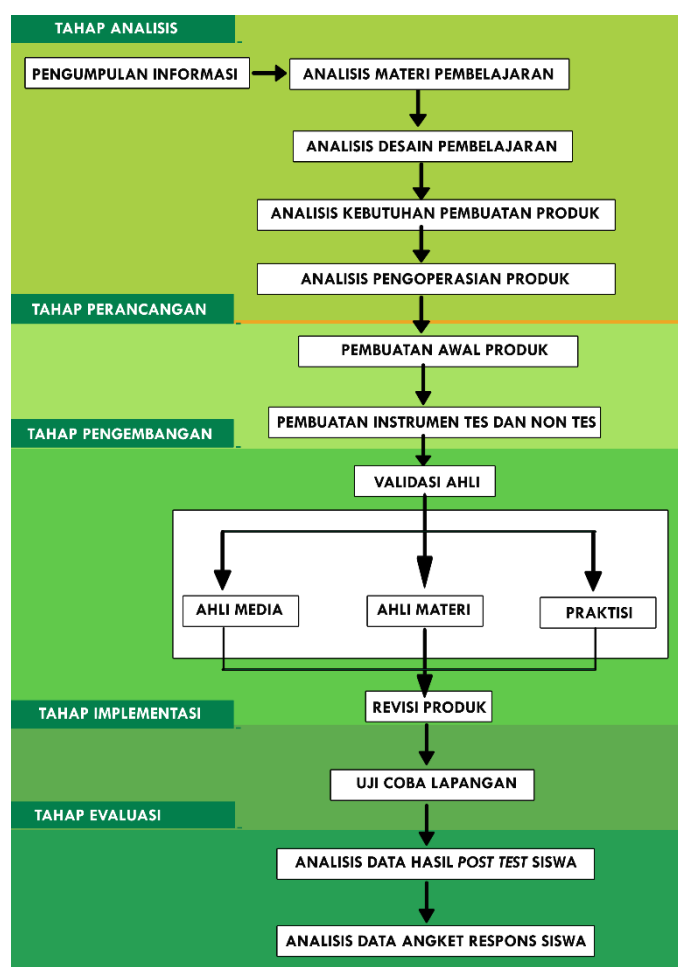 TAHAP ANALISIS
PENGUMPULAN INFORMASI
ANALISIS MATERI PEMBELAJARAN
ANALISIS DESAIN PEMBELAJARAN
ANALISIS KEBUTUHAN PEMBUATAN PRODUK
ANALISIS PENGOPERASIAN PRODUK
TAHAP PERANCANGAN
PEMBUATAN AWAL PRODUK
PEMBUATAN INSTRUMEN TES DAN NON TES
TAHAP PENGEMBANGAN
VALIDASI AHLI
AHLI MEDIA
AHLI MATERI
PRAKTISI
REVISI PRODUK
TAHAP IMPLEMENTASI
UJI COBA LAPANGAN
TAHAP EVALUASI
ANALISIS DATA HASIL POST TEST SISWA
ANALISIS DATA ANGKET RESPONS SISWA